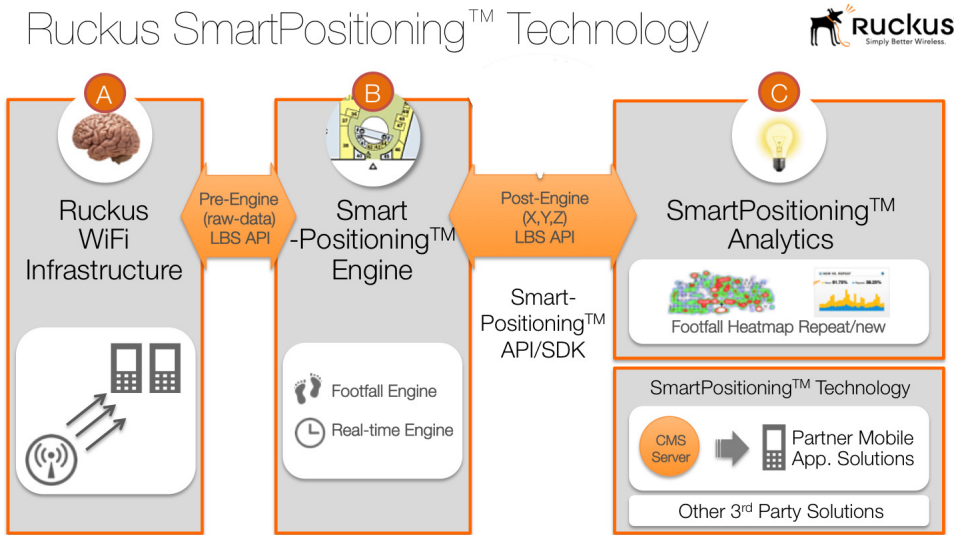 Ruckus SmartPositioning™ Technology
Ruckus
Simply Better Wireless.
A
Ruckus
WiFi
Infrastructure
Pre-Engine
(raw-data)
LBS API
B
Smart
-Positioning™
Engine
Footfall Engine
Real-time Engine
Post-Engine
(X,Y,Z)
LBS API
Smart-
Positioning™
API/SDK
C
SmartPositioning™
Analytics
Footfall Heatmap Repeat/new
SmartPositioning™ Technology
CMS
Server
Partner Mobile
App. Solutions
Other 3rd Party Solutions